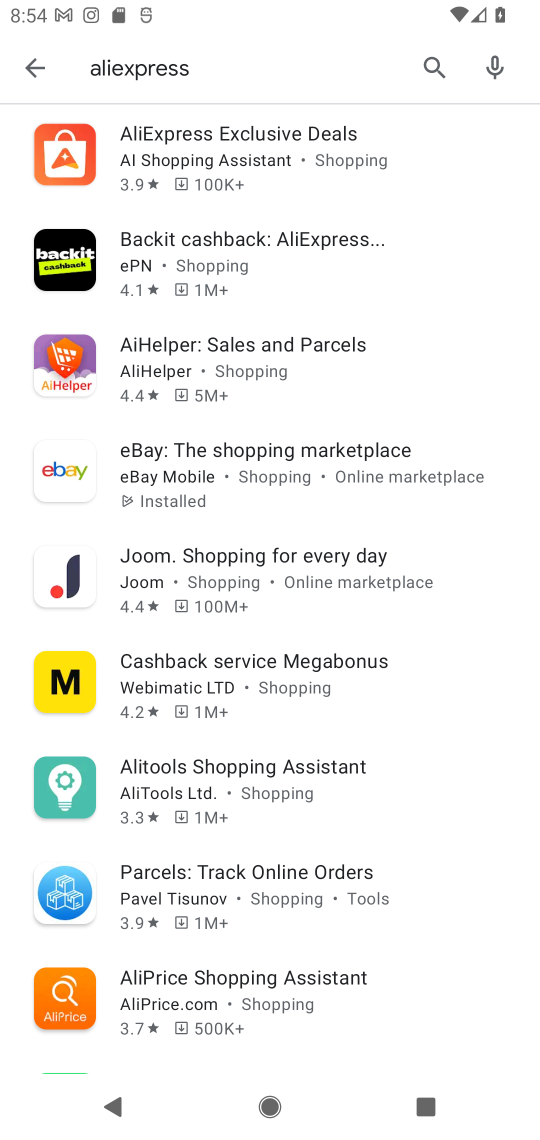 8:54
aliexpress
AliExpress Exclusive Deals
AI Shopping Assistant • Shopping
3.9★ 100K+
backit
cashback
Backit cashback: AliExpress...
ePN • Shopping
4.1★ 1M+
AiHelper
AiHelper: Sales and Parcels
AliHelper • Shopping
4.4★ 5M+
ebay
eBay: The shopping marketplace
eBay Mobile • Shopping • Online marketplace
Installed
Joom. Shopping for every day
Joom • Shopping • Online marketplace
4.4★ 100M+
M
Cashback service Megabonus
Webimatic LTD • Shopping
4.2★ 1M+
Alitools Shopping Assistant
AliTools Ltd. • Shopping
3.3★ 1M+
Parcels: Track Online Orders
Pavel Tisunov • Shopping • Tools
3.9★ 1M+
AliPrice
AliPrice Shopping Assistant
AliPrice.com • Shopping
3.7★ 500K+